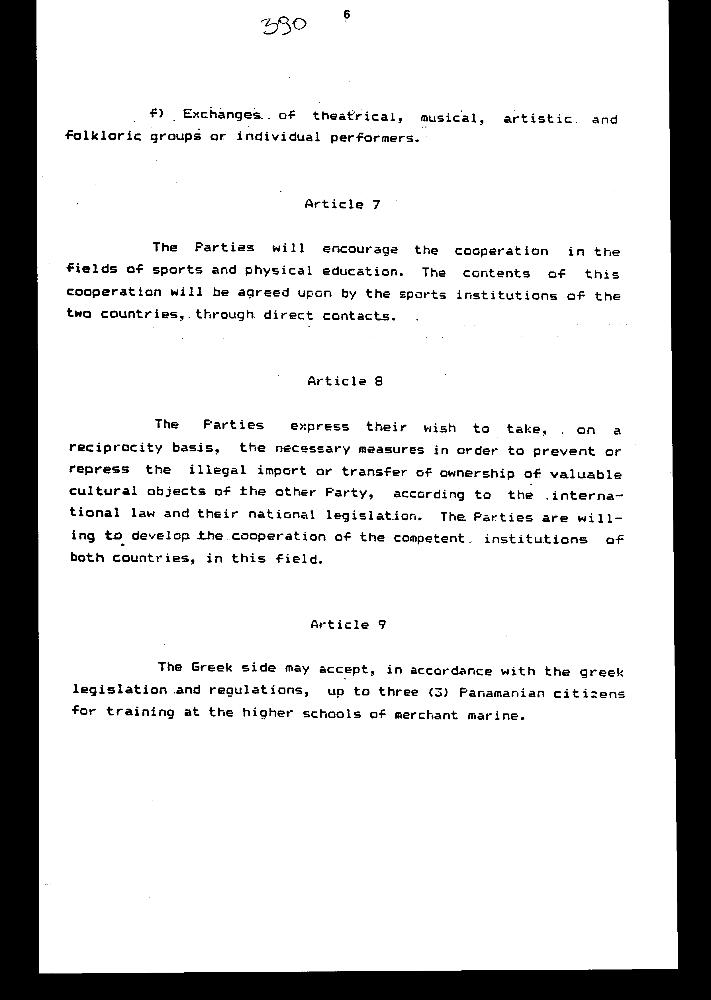 6
390
f) Exchanges of theatrical, musical, artistic and
folkloric groups or individual performers.
Article 7
The Parties will encourage the cooperation in the
fields of sports and physical education. The contents of this
cooperation will be agreed upon by the sports institutions of the
two countries, through direct contacts.
Article 8
The Parties express their wish to take, on a
reciprocity basis, the necessary measures in order to prevent or
repress the illegal import or transfer of ownership of valuable
cultural objects of the other Party, according to the interna-
tional law and their national legislation. The Parties are will-
ing to develop the cooperation of the competent institutions of
both countries, in this field.
Article 9
The Greek side may accept, in accordance with the greek
legislation and regulations, up to three (3) Panamanian citizens
for training at the higher schools of merchant marine.